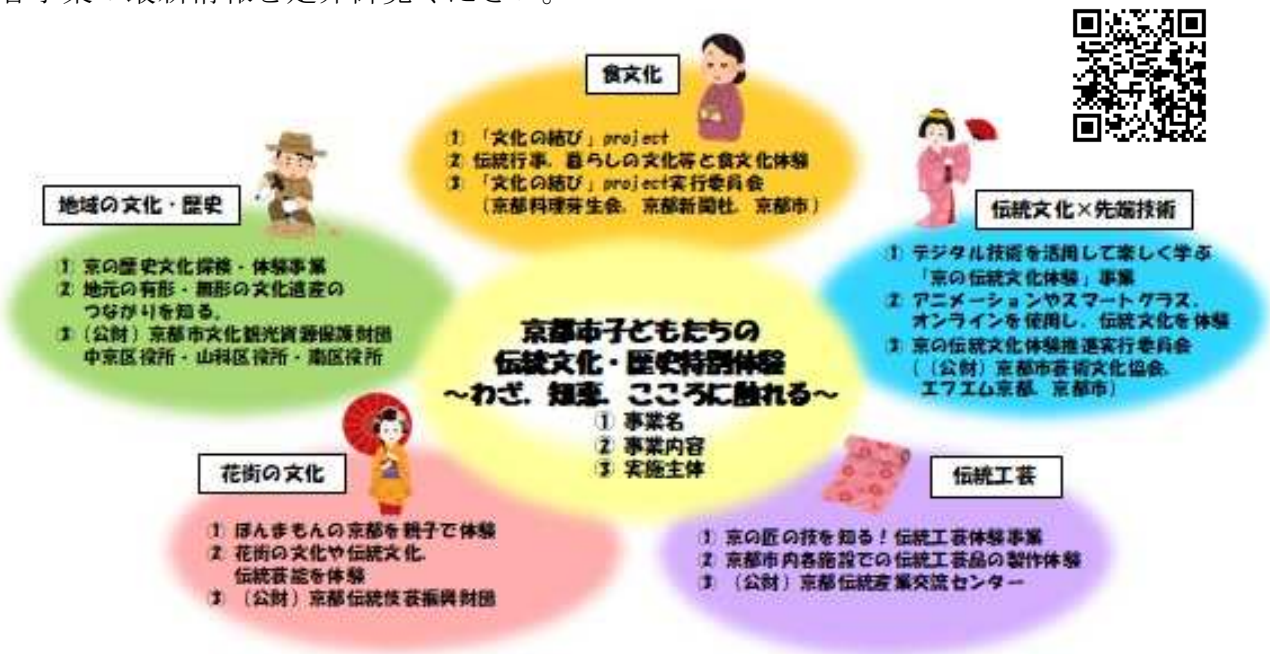 各事業の最新情報を是非御覧ください。
食文化
① 「文化の結び」project
② 伝統行事、暮らしの文化等と食文化体験
③ 「文化の結び」project実行委員会
(京都料理芽生会、京都新聞社、京都市)
地域の文化・歴史
① 京の歴史文化探検・体験事業
② 地元の有形・無形の文化遺産の
つながりを知る。
③ (公財)京都市文化観光資源保護財団
中京区役所・山科区役所・南区役所
伝統文化×先端技術
① デジタル技術を活用して楽しく学ぶ
「京の伝統文化体験」事業
② アニメーションやスマートグラス、
オンラインを使用し、伝統文化を体験
③ 京の伝統文化体験推進実行委員会
((公財)京都市芸術文化協会、
エフエム京都、京都市)
京都市子どもたちの
伝統文化・歴史特別体験
～わざ、知恵、こころに触れる～
① 事業名
② 事業内容
③ 実施主体
花街の文化
① ほんまもんの京都を親子で体験
② 花街の文化や伝統文化、
伝統芸能を体験
③ (公財)京都伝統伎芸振興財団
伝統工芸
① 京の匠の技を知る!伝統工芸体験事業
② 京都市内各施設での伝統工芸品の製作体験
③ (公財)京都伝統産業交流センター